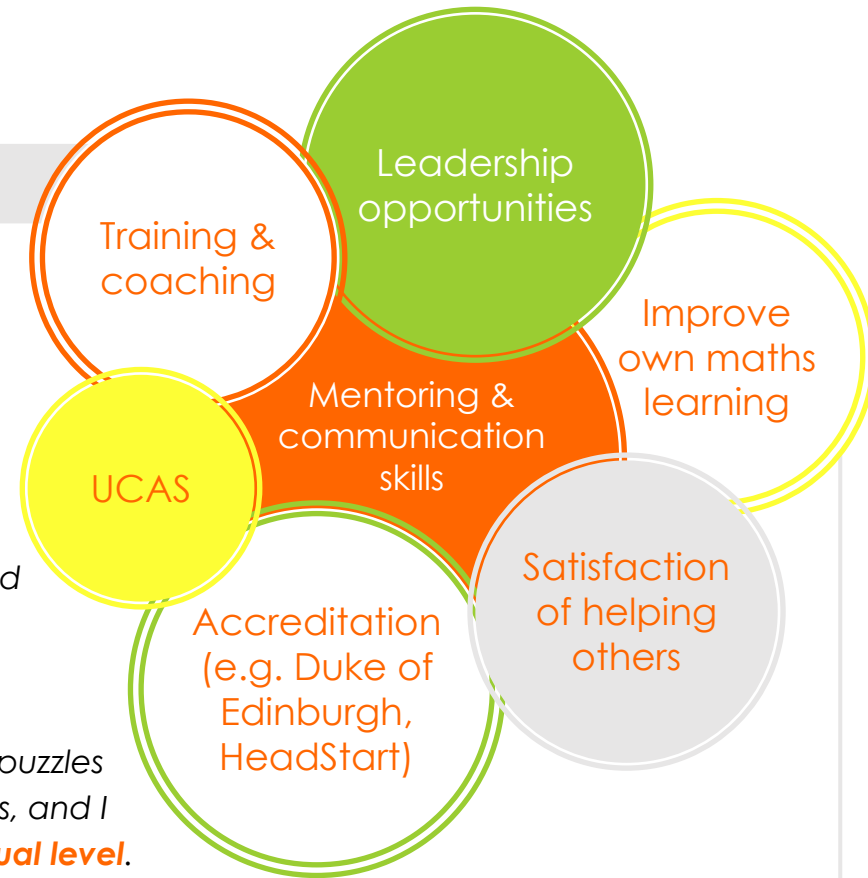 Leadership
opportunities
Training &
coaching
Improve
own maths
learning
Mentoring &
communication
skills
UCAS
Satisfaction
of helping
others
Accreditation
(e.g. Duke of
Edinburgh,
HeadStart)
puzzles
and I
level.